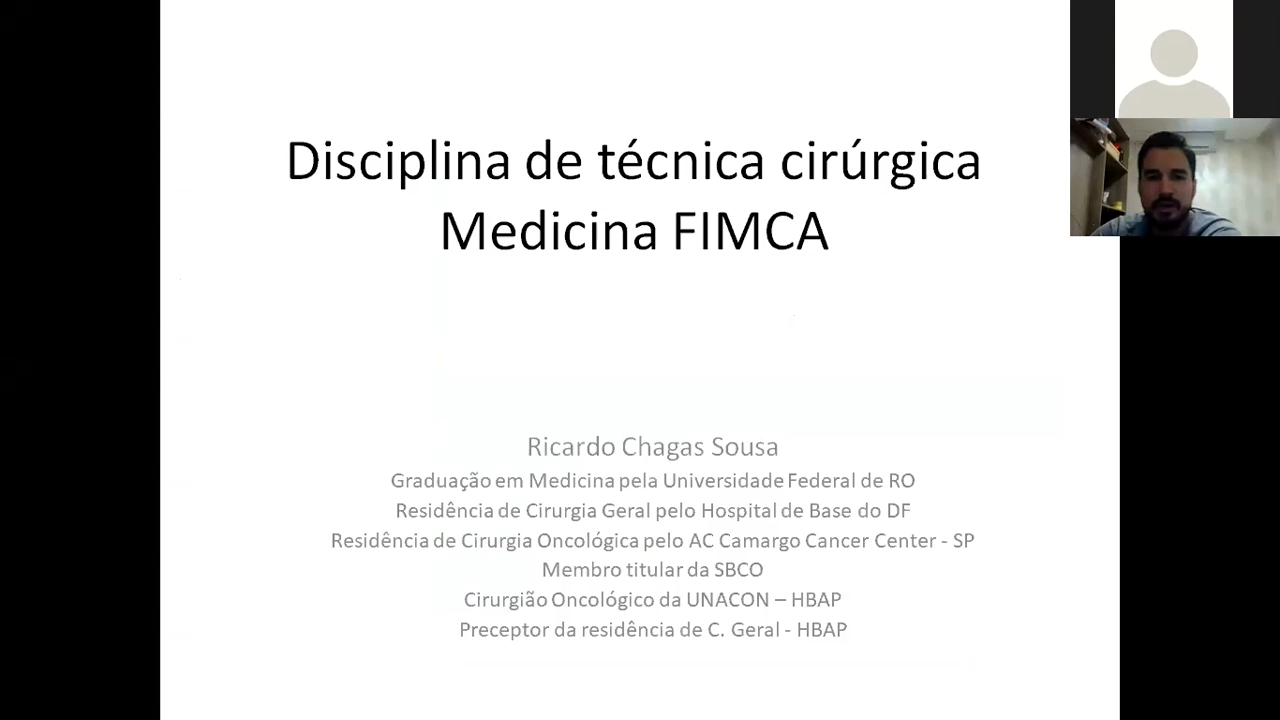 Disciplina de técnica cirúrgica
Medicina FIMCA
Ricardo Chagas Sousa
Graduação em Medicina pela Universidade Federal de RO
Residência de Cirurgia Geral pelo Hospital de Base do DF
Residência de Cirurgia Oncológica pelo AC Camargo Cancer Center - SP
Membro titular da SBCO
Cirurgião Oncológico da UNACON – HBAP
Preceptor da residência de C. Geral - HBAP